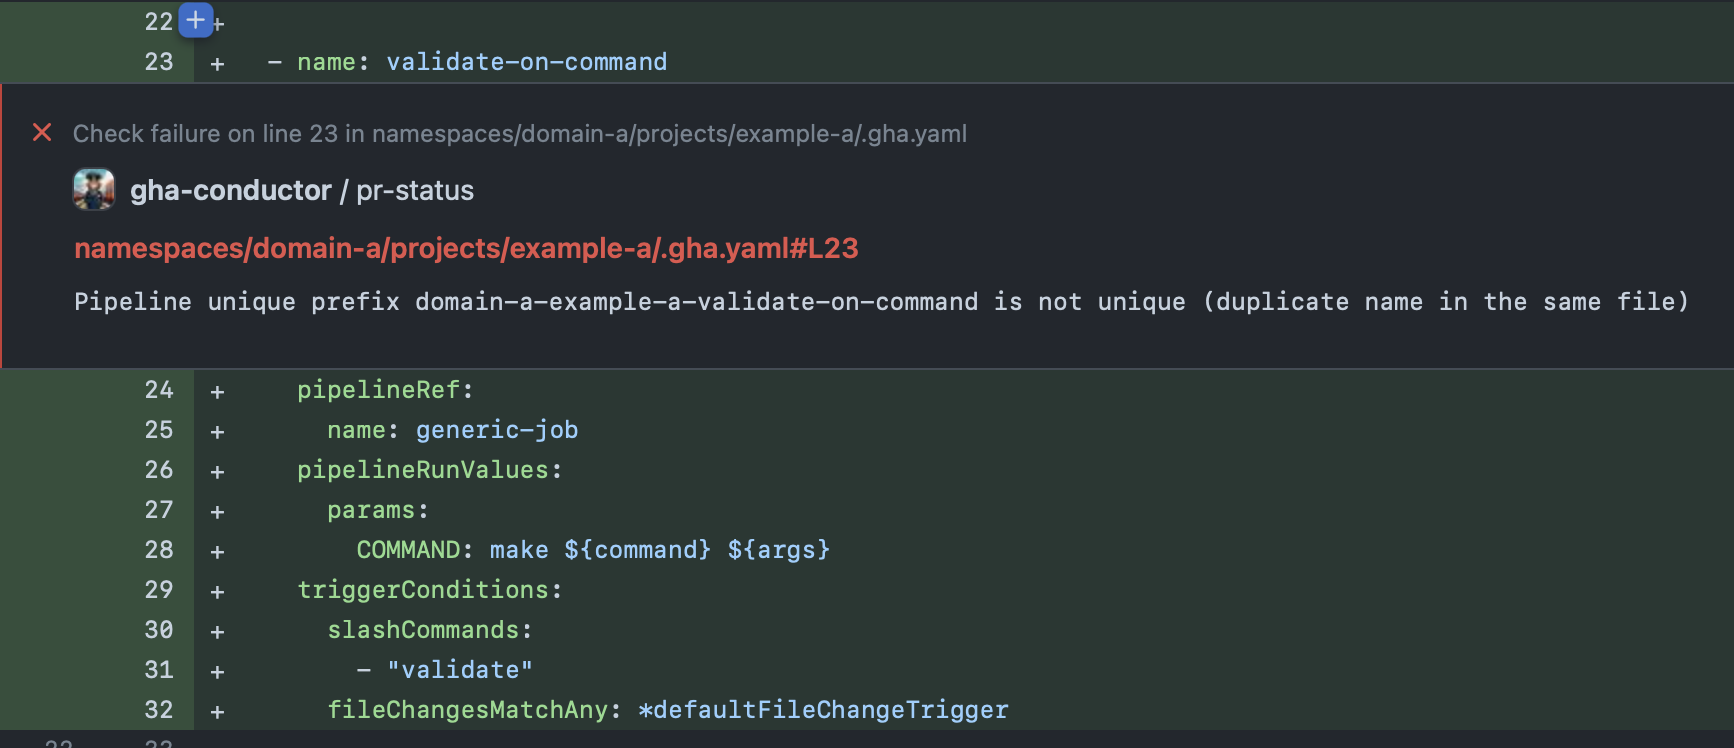 22 +
23 + - name: validate-on-command
Check failure on line 23 in namespaces/domain-a/projects/example-a/.gha.yaml
gha-conductor / pr-status
namespaces/domain-a/projects/example-a/.gha.yaml#L23
Pipeline unique prefix domain-a-example-a-validate-on-command is not unique (duplicate name in the same file)
24 + pipelineRef:
25 + name: generic-job
26 + pipelineRunValues:
27 + params:
28 + COMMAND: make ${command} ${args}
29 + triggerConditions:
30 + slashCommands:
31 + - "validate"
32 + fileChangesMatchAny: *defaultFileChangeTrigger